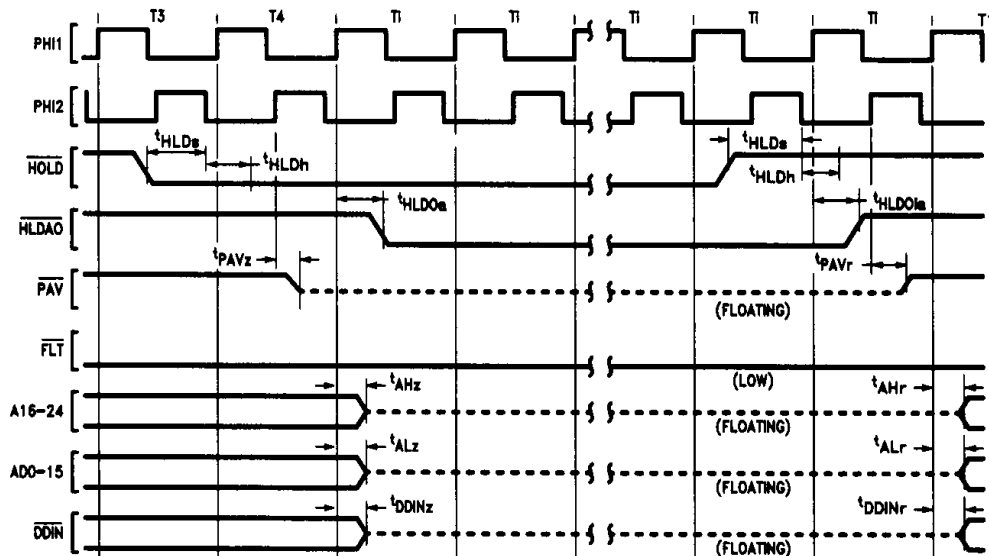 T3 T4 Ti Ti Ti Ti Ti T
PHI1
PHI2
tHLDs tHLDs
HOLD tHLDh tHLDh
HLDAO tHLDOa tHLDOia
tPAVz tPAVr
PAV
(FLOATING)
FLT
(LOW)
tAHz tAHr
A16-24
(FLOATING)
tALz tALr
AD0-15
(FLOATING)
tDDINz tDDINr
DDIN
(FLOATING)